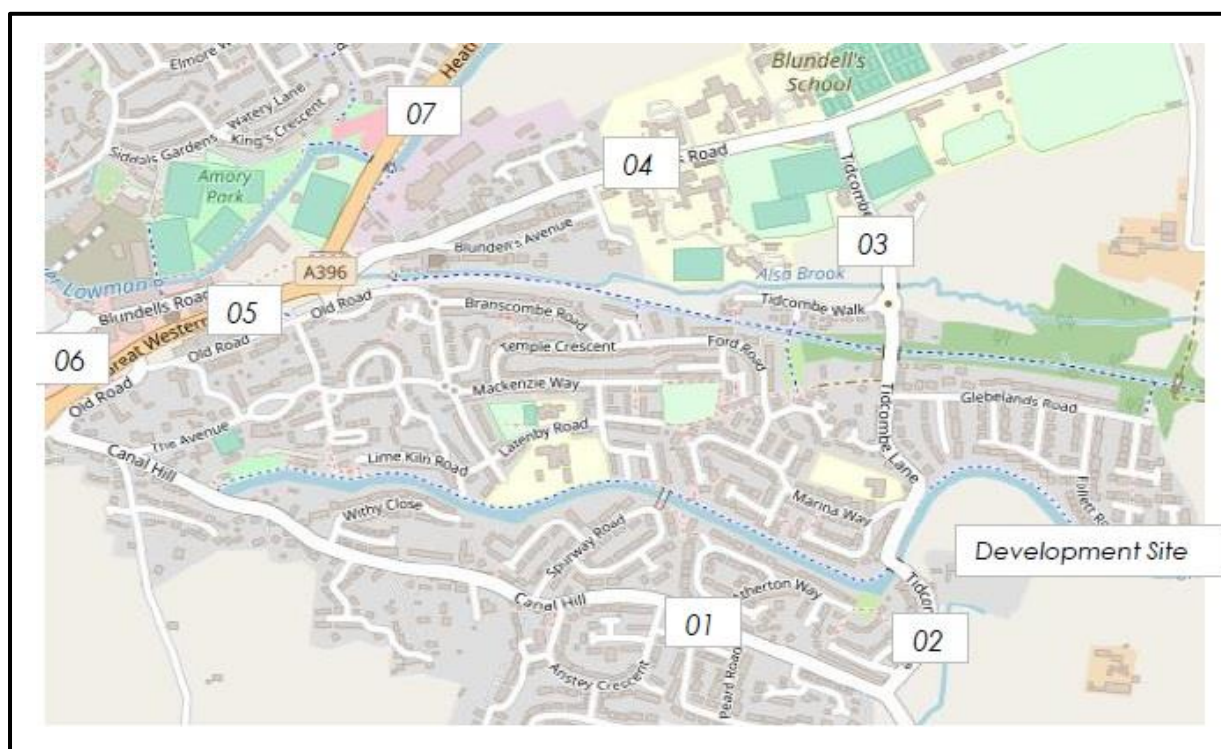 Elmore
Heath
Watery Lane
King's Crescent
Siddals Gardens
07
Blundell's
School
Amory
Park
04
Road
Tidcombe
03
Blundell's Avenue
Alsa Brook
A396
Lowman
Blundells Road
05
Old Road
Tidcombe Walk
Branscombe Road
Great Western
Old Road
Temple Crescent
Ford Road
06
Old Road
Mackenzie Way
Glebelands Road
Tidcombe Lane
The Avenue
Latenby Road
Canal Hill
Lime Kiln Road
Marina Way
Follett
Withy Close
Spurway Road
Development Site
Canal Hill
Atherton Way
01
02
Anstey Crescent
Peard Road